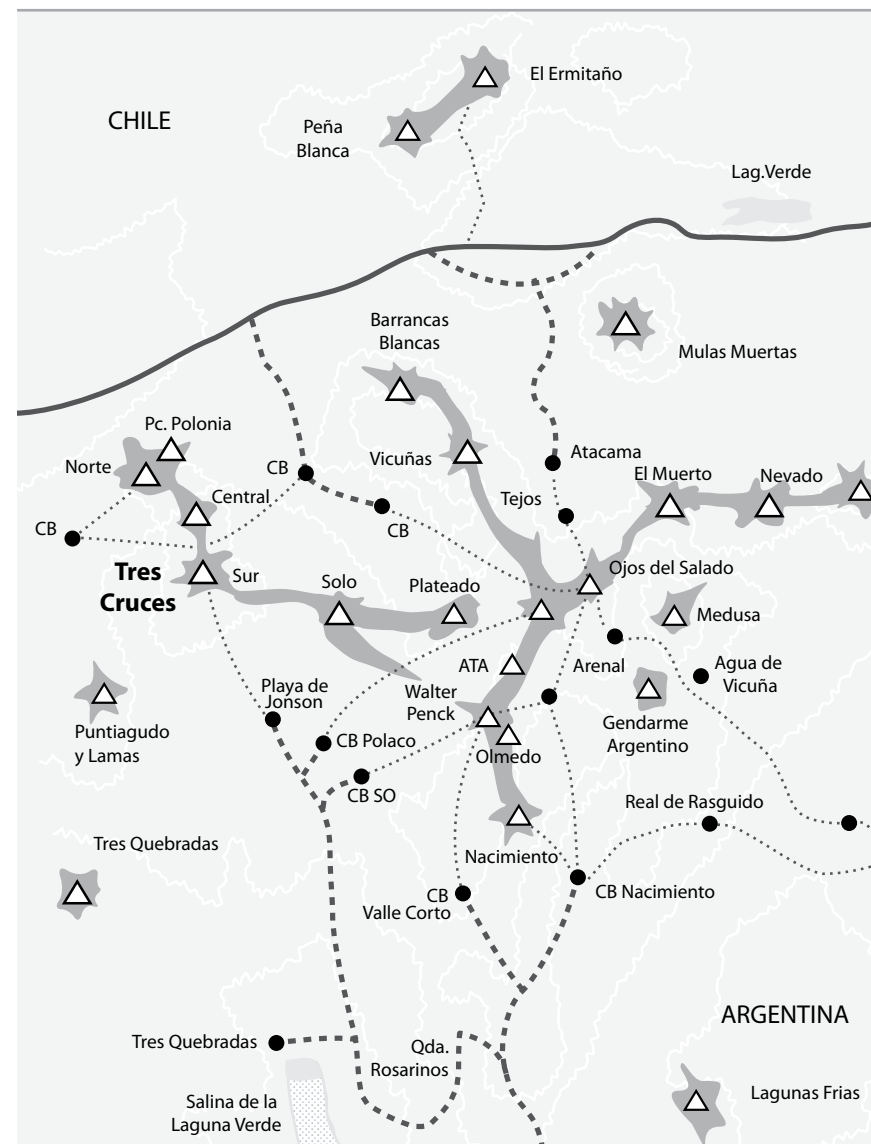 El Ermitaño
CHILE
Peña
Blanca
Lag.Verde
Barrancas
Blancas
Mulas Muertas
Pc. Polonia
Norte
CB
Vicuñas
Atacama
El Muerto
Nevado
Central
Tejos
CB
CB
Tres
Cruces
Sur
Solo
Plateado
Ojos del Salado
Medusa
ATA
Arenal
Agua de
Vicuña
Playa de
Jonson
Walter
Penck
Puntiagudo
y Lamas
CB Polaco
Olmedo
Gendarme
Argentino
CB SO
Real de Rasguido
Tres Quebradas
Nacimiento
CB
Valle Corto
CB Nacimiento
ARGENTINA
Tres Quebradas
Qda.
Rosarinos
Salina de la
Laguna Verde
Lagunas Frias